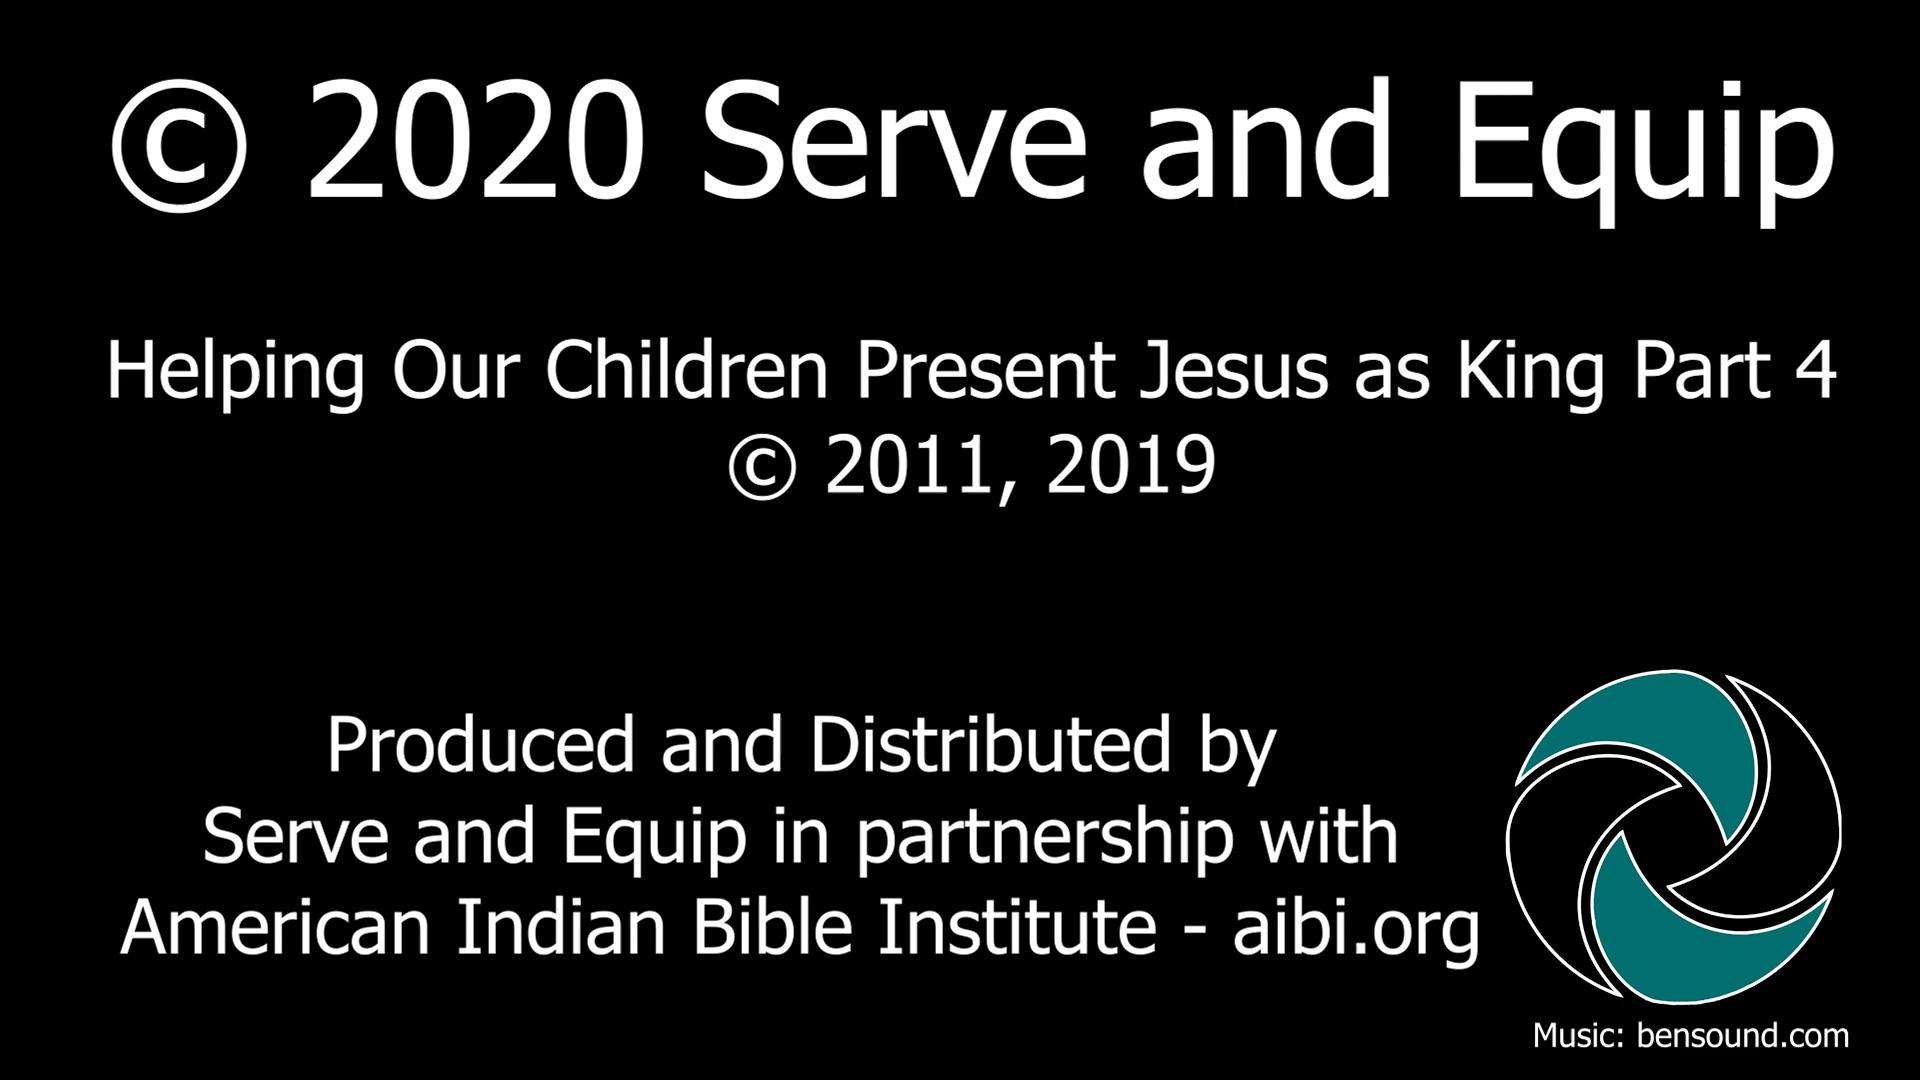 © 2020 Serve and Equip
Helping Our Children Present Jesus as King Part 4
© 2011, 2019
Produced and Distributed by
Serve and Equip in partnership with
American Indian Bible Institute - aibi.org
Music: bensound.com